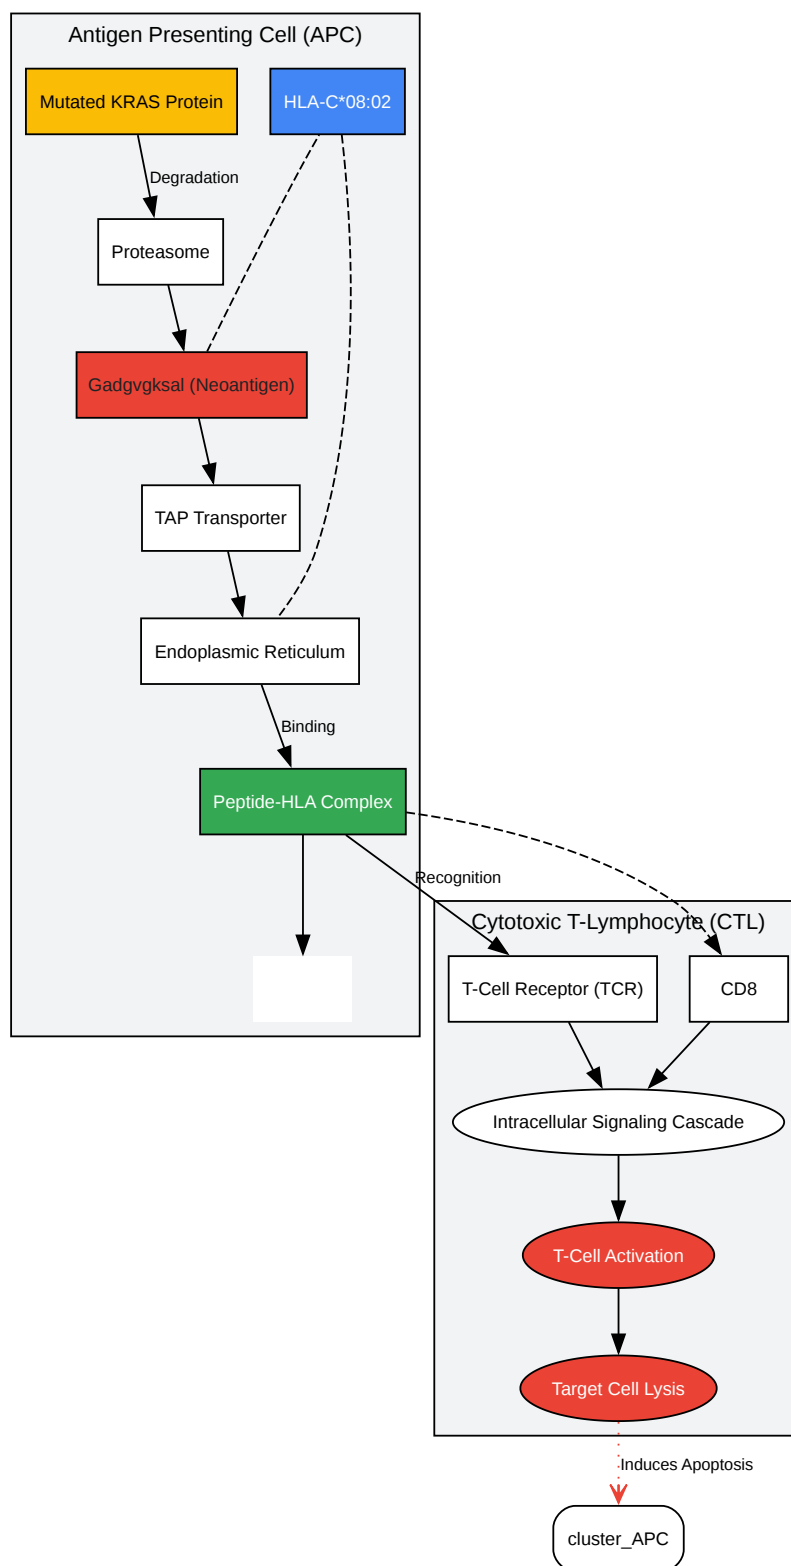 Antigen Presenting Cell (APC)
Mutated KRAS Protein
HLA-C*08:02
Degradation
Proteasome
Gadgvgksal (Neoantigen)
TAP Transporter
Endoplasmic Reticulum
Binding
Peptide-HLA Complex
Recognition
Cytotoxic T-Lymphocyte (CTL)
T-Cell Receptor (TCR)
CD8
Intracellular Signaling Cascade
T-Cell Activation
Target Cell Lysis
Induces Apoptosis
cluster_APC